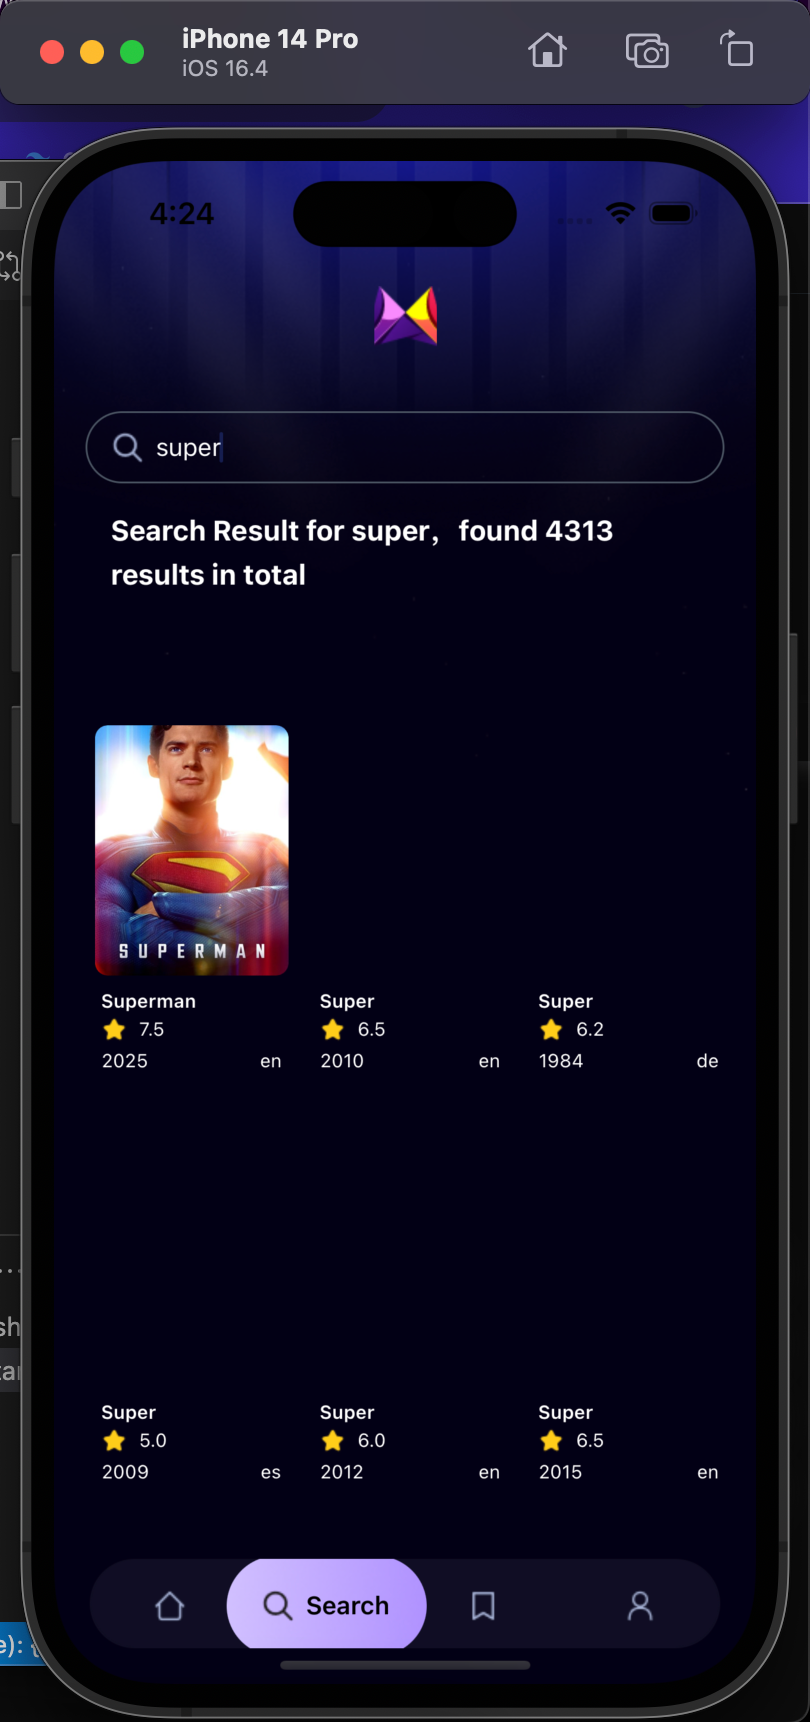 iPhone 14 Pro
iOS 16.4
4:24
super
Search Result for super，found 4313
results in total
SUPERMAN
Superman
7.5
2025 en
Super
6.5
2010 en
Super
6.2
1984 de
Super
5.0
2009 es
Super
6.0
2012 en
Super
6.5
2015 en
Search